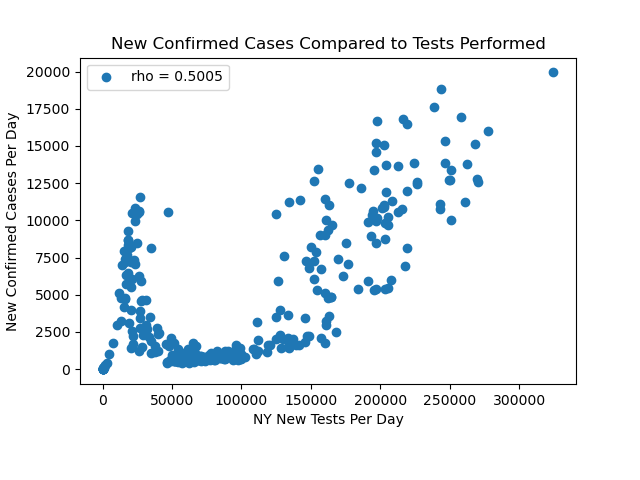 New Confirmed Cases Compared to Tests Performed
rho = 0.5005
20000
17500
15000
12500
10000
7500
5000
2500
0
New Confirmed Caeses Per Day
0 50000 100000 150000 200000 250000 300000
NY New Tests Per Day